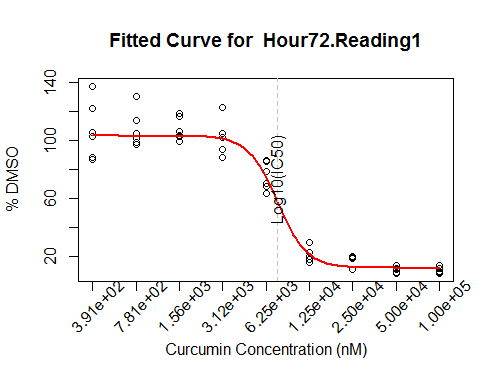 Fitted Curve for Hour72.Reading1
% DMSO
140
100
60
20
Log10(IC50)
3.91e+02
7.81e+02
1.56e+03
3.12e+03
6.25e+03
1.25e+04
2.50e+04
5.00e+04
1.00e+05
Curcumin Concentration (nM)